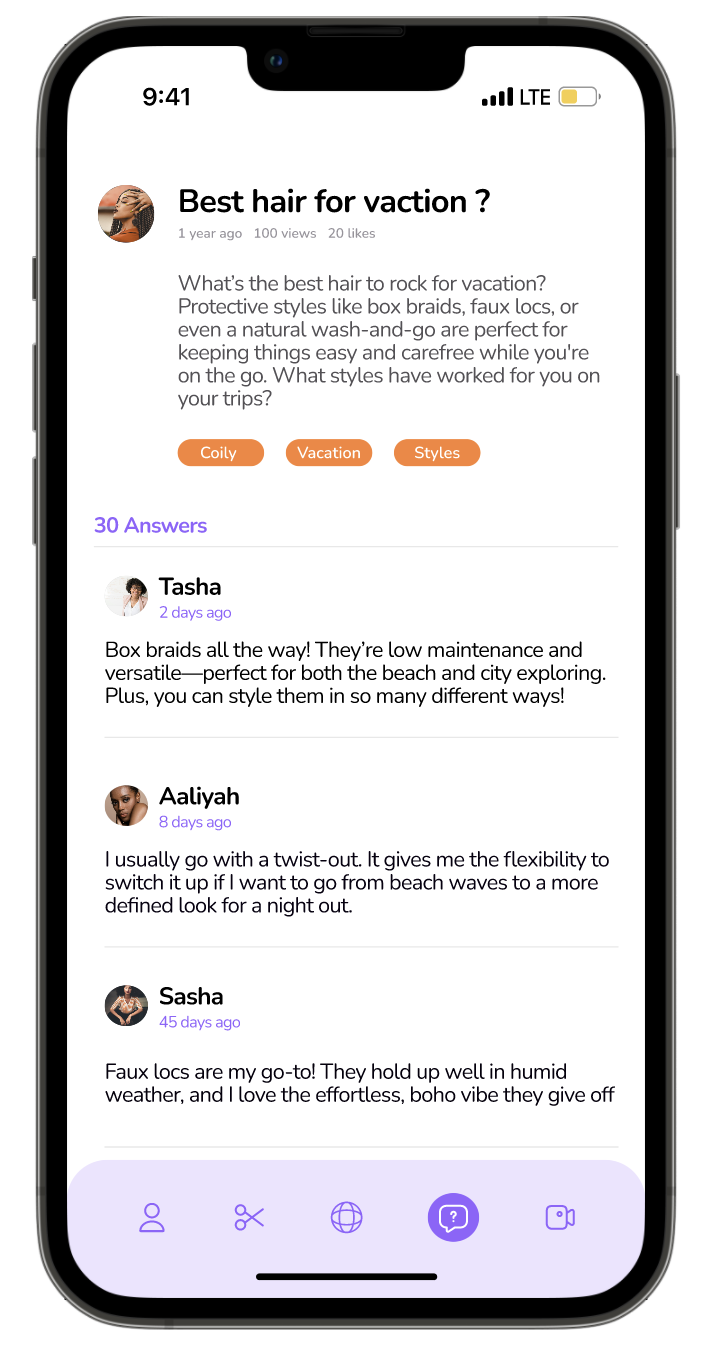 9:41 LTE
Best hair for vaction ?
1 year ago 100 views 20 likes
What's the best hair to rock for vacation?
Protective styles like box braids, faux locs, or
even a natural wash-and-go are perfect for
keeping things easy and carefree while you're
on the go. What styles have worked for you on
your trips?
Coily Vacation Styles
30 Answers
Tasha
2 days ago
Box braids all the way! They’re low maintenance and
versatile—perfect for both the beach and city exploring.
Plus, you can style them in so many different ways!
Aaliyah
8 days ago
I usually go with a twist-out. It gives me the flexibility to
switch it up if I want to go from beach waves to a more
defined look for a night out.
Sasha
45 days ago
Faux locs are my go-to! They hold up well in humid
weather, and I love the effortless, boho vibe they give off
?